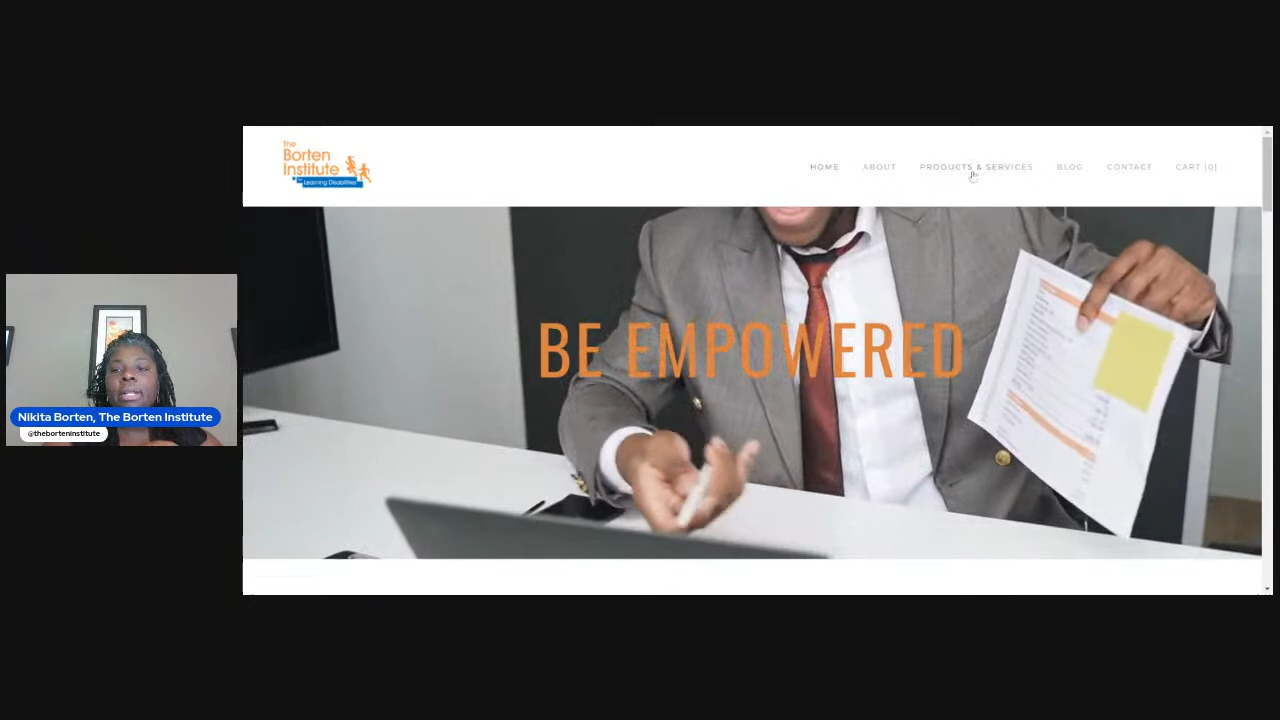 The
Borten
Institute
Learning Disabilities
HOME ABOUT PRODUCTS & SERVICES BLOG CONTACT CART (0)
BE EMPOWERED
Nikita Borten, The Borten Institute
@theborteninstitute